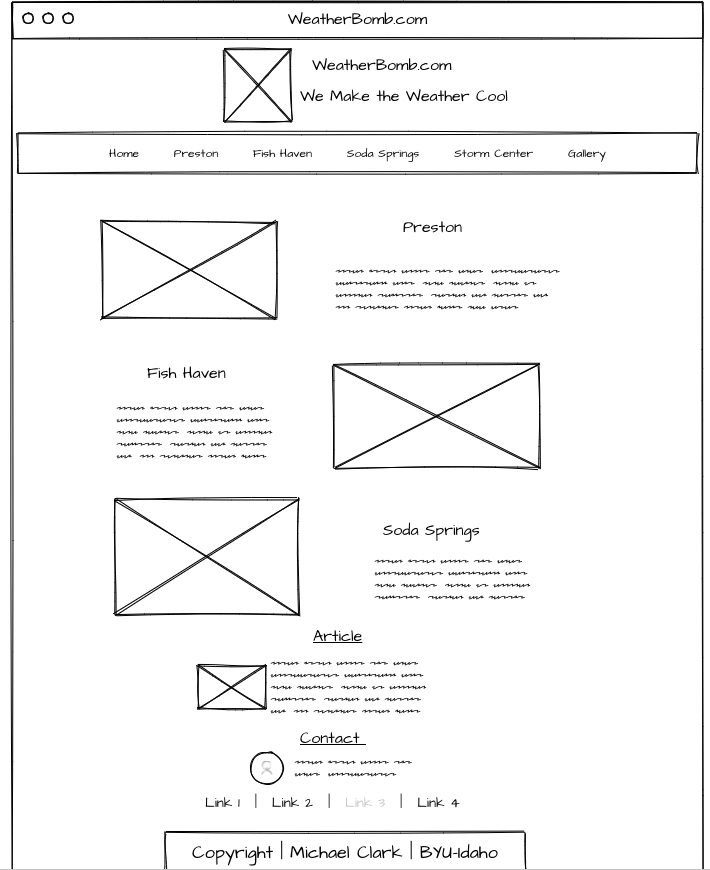 WeatherBomb.com
WeatherBomb.com
We Make the Weather Cool
Home Preston Fish Haven Soda Springs Storm Center Gallery
Preston
Fish Haven
Soda Springs
Article
Contact
Link 1 | Link 2 | Link 3 | Link 4
Copyright | Michael Clark | BYU-Idaho